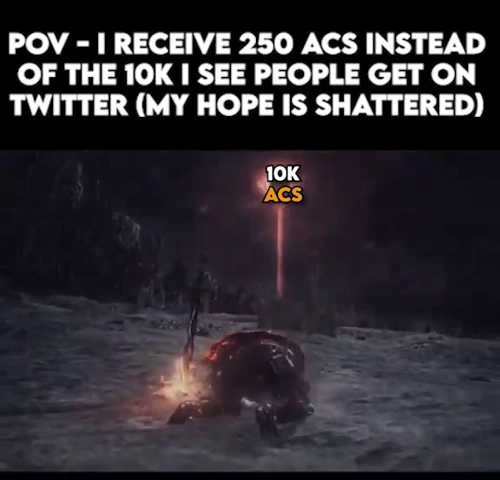 POV - I RECEIVE 250 ACS INSTEAD
OF THE 10K I SEE PEOPLE GET ON
TWITTER (MY HOPE IS SHATTERED)
10K
ACS